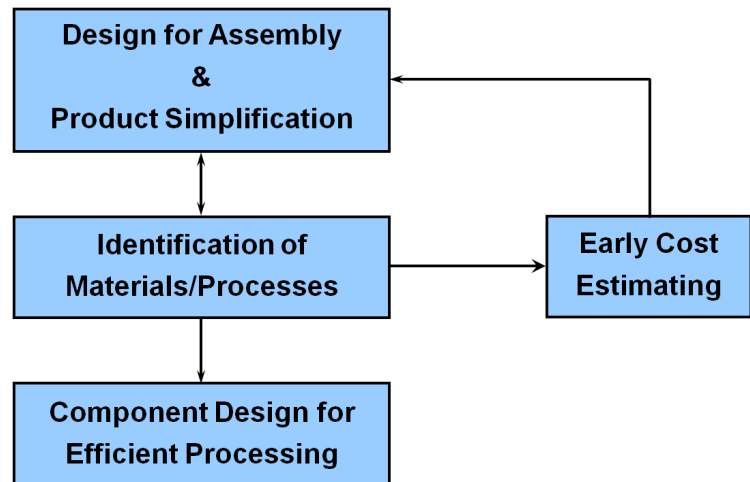 Design for Assembly
&
Product Simplification
Identification of
Materials/Processes
Early Cost
Estimating
Component Design for
Efficient Processing